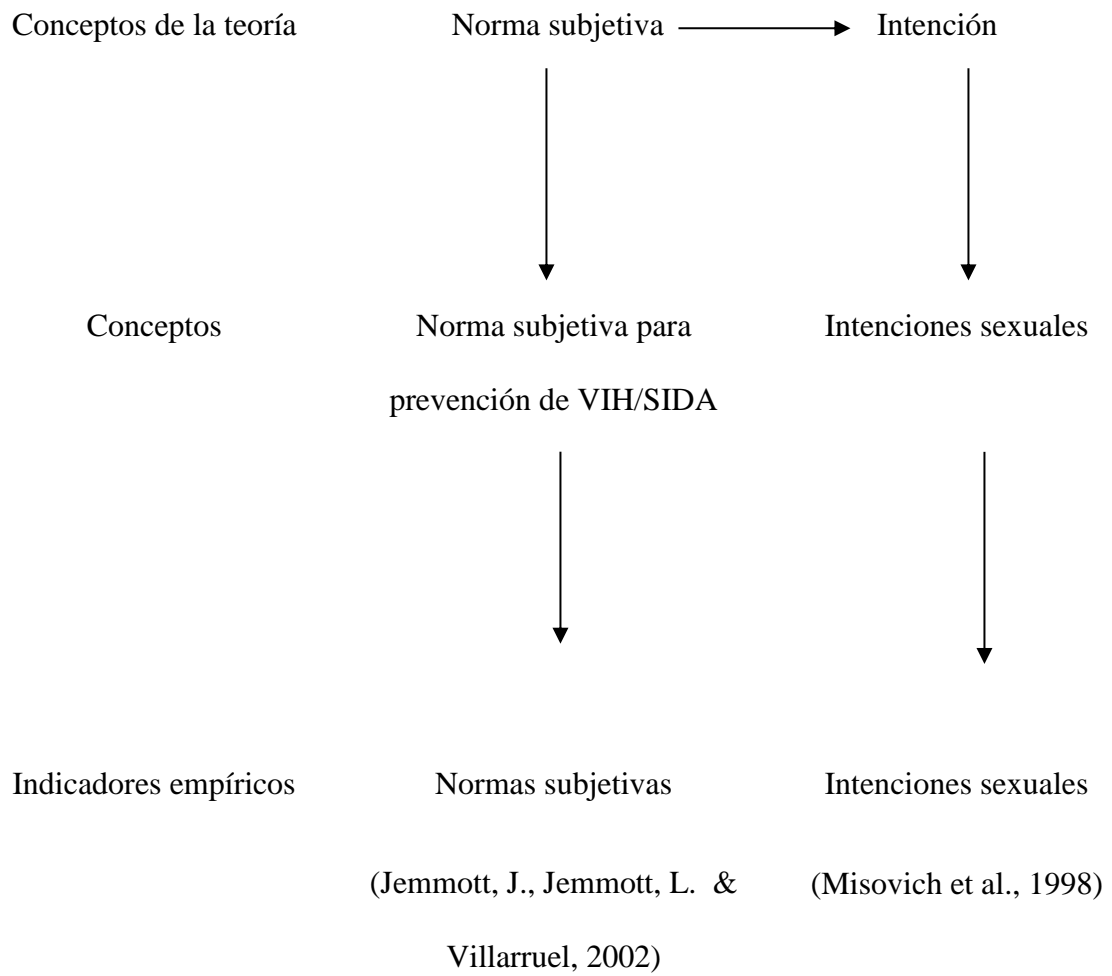 Conceptos de la teoría Norma subjetiva Intención
Conceptos Norma subjetiva para Intenciones sexuales
prevención de VIH/SIDA
Indicadores empíricos Normas subjetivas Intenciones sexuales
(Jemmott, J., Jemmott, L. & (Misovich et al., 1998)
Villarruel, 2002)